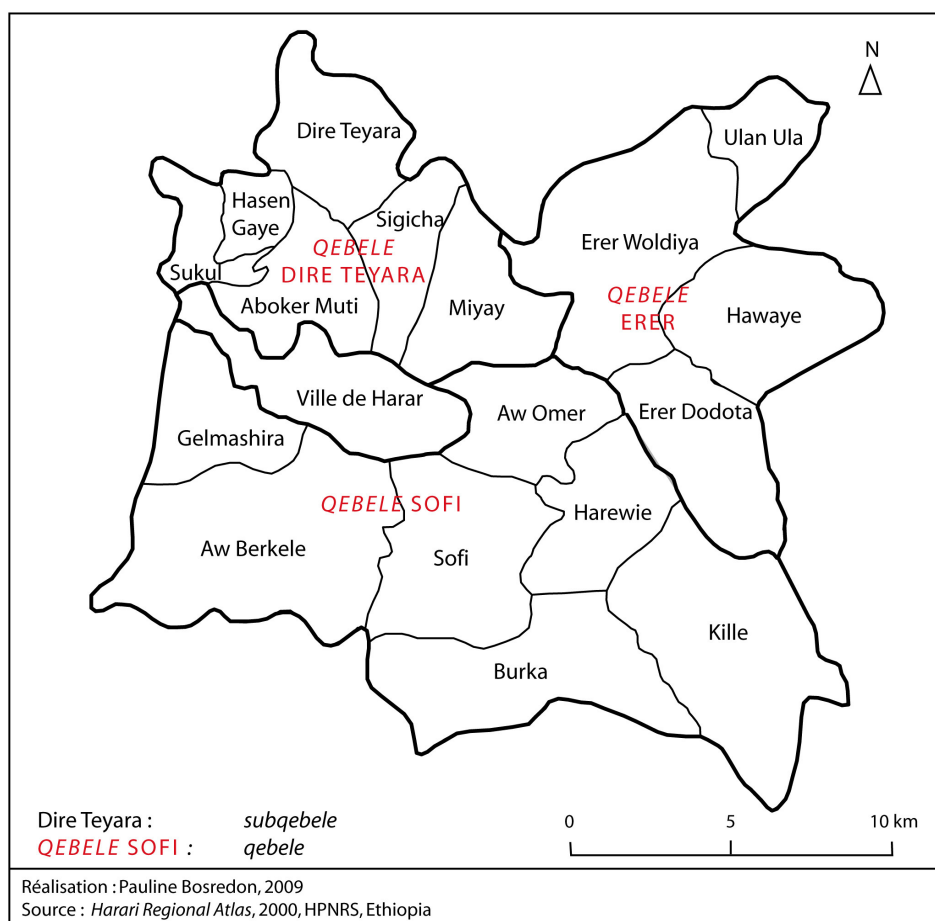 N
Dire Teyara
Ulan Ula
Hasen
Gaye
Sigicha
QEBELE
DIRE TEYARA
Erer Woldiya
Sukul
Aboker Muti
Miyay
QEBELE
ERER
Hawaye
Ville de Harar
Aw Omer
Erer Dodota
Gelmashira
QEBELE SOFI
Harewie
Aw Berkele
Sofi
Kille
Burka
Dire Teyara : subqebele
QEBELE SOFI : qebele
0 5 10 km
Réalisation : Pauline Bosredon, 2009
Source : Harari Regional Atlas, 2000, HPNRS, Ethiopia